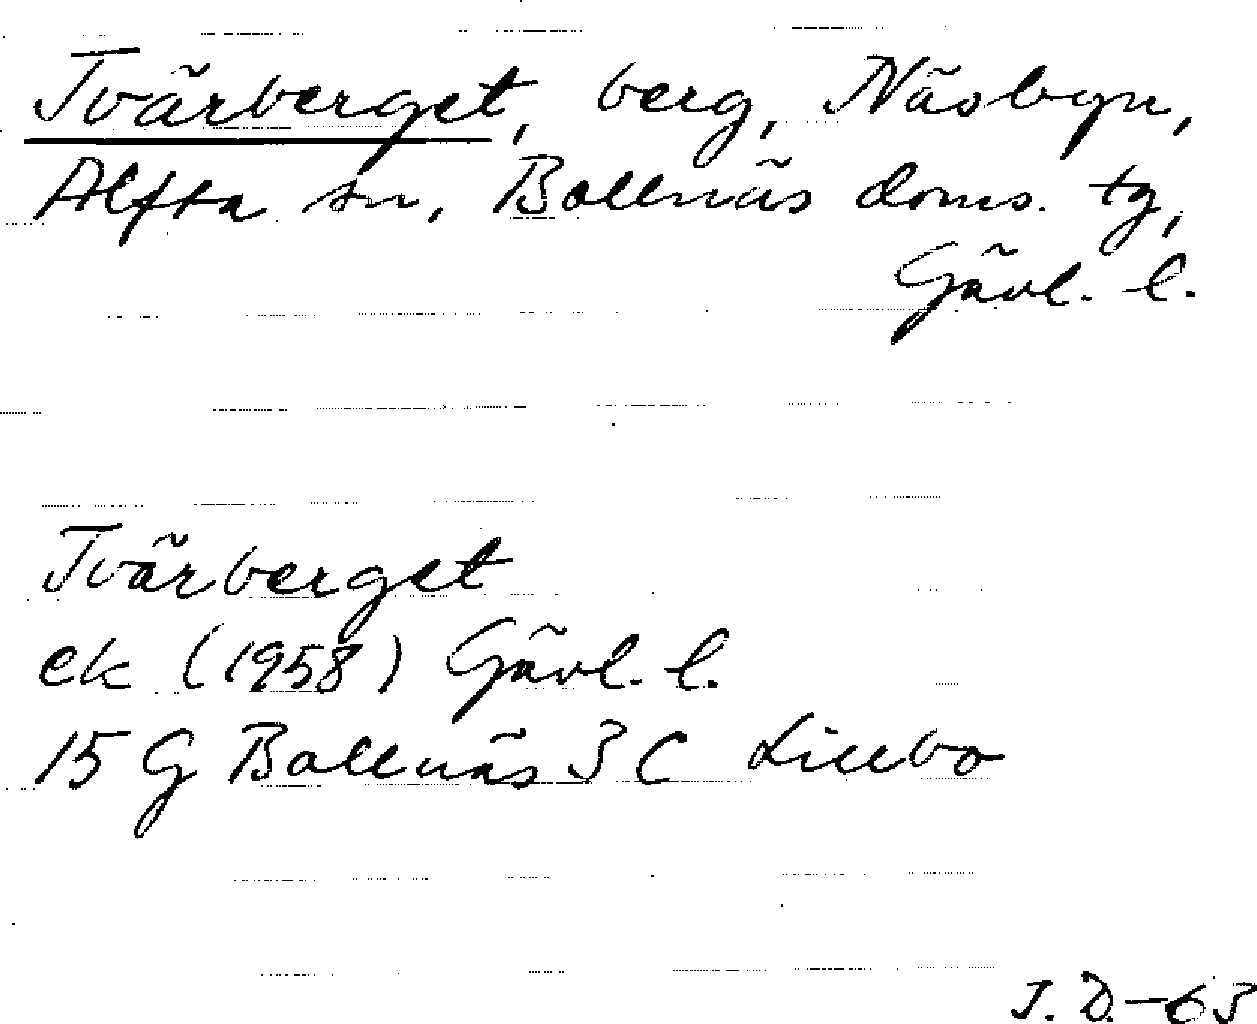 Tvärberget, berg, Näsbyn,
Alfta sn, Bollnäs doms. tg,
Gävl. l.
Tvärberget
ek (1958) Gävl. l.
15 G Bollnäs 3 C Lillbo
J. D.-63